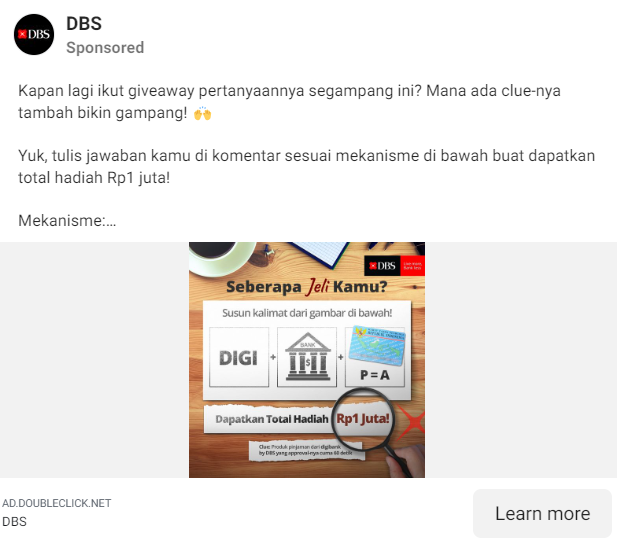 DBS
Sponsored
DBS
Kapan lagi ikut giveaway pertanyaannya segampang ini? Mana ada clue-nya
tambah bikin gampang! 🙌
Yuk, tulis jawaban kamu di komentar sesuai mekanisme di bawah buat dapatkan
total hadiah Rp1 juta!
Mekanisme:...
DBS
Seberapa Jeli Kamu?
Susun kalimat dari gambar di bawah!
DIGI + BANK $ +
P=A
Dapatkan Total Hadiah Rp1 Juta!
Clue: Produk pinjaman dari digibank
by DBS yang approval-nya cuma 60 detik
AD.DOUBLECLICK.NET
DBS
Learn more